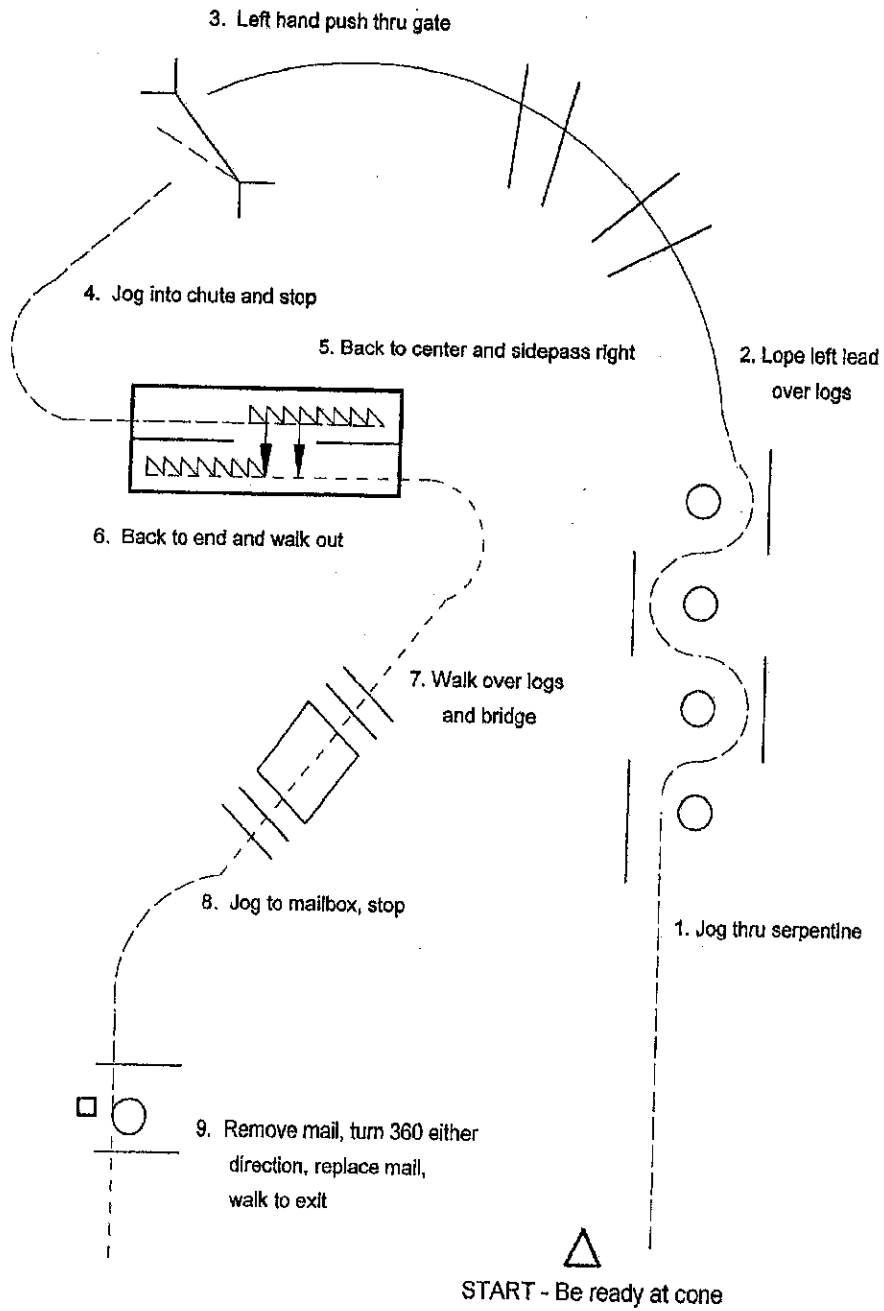 3. Left hand push thru gate
4. Jog into chute and stop
5. Back to center and sidepass right
2. Lope left lead
over logs
6. Back to end and walk out
7. Walk over logs
and bridge
8. Jog to mailbox, stop
1. Jog thru serpentine
9. Remove mail, turn 360 either
direction, replace mail,
walk to exit
START - Be ready at cone